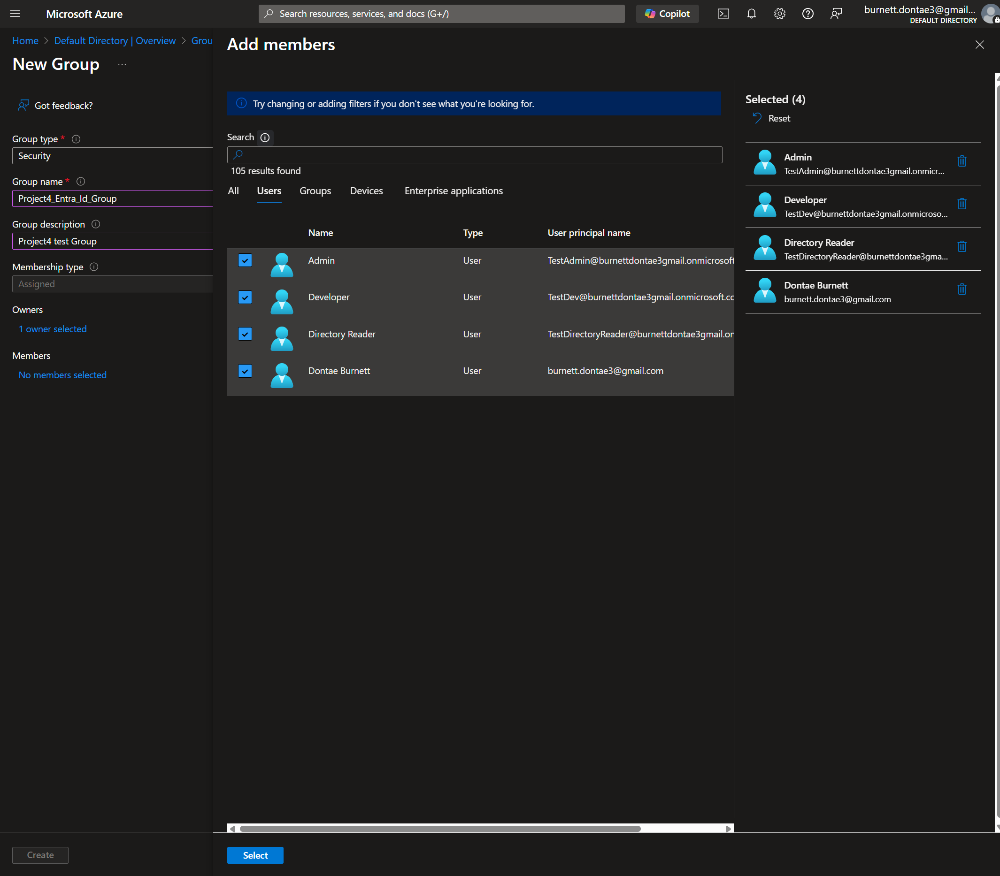 Microsoft Azure
Search resources, services, and docs (G+/)
Copilot
burnett.dontae3@gmail...
DEFAULT DIRECTORY
Home > Default Directory | Overview > Grou
New Group ...
Got feedback?
Group type *
Security
Group name *
Project4_Entra_Id_Group
Group description
Project4 test Group
Membership type
Assigned
Owners
1 owner selected
Members
No members selected
Create
Add members
Try changing or adding filters if you don't see what you're looking for.
Search
105 results found
All Users Groups Devices Enterprise applications
Name Type User principal name
Admin User TestAdmin@burnettdontae3gmail.onmicrosoft
Developer User TestDev@burnettdontae3gmail.onmicrosoft.cc
Directory Reader User TestDirectoryReader@burnettdontae3gmail.on
Dontae Burnett User burnett.dontae3@gmail.com
Select
Selected (4)
Reset
Admin
TestAdmin@burnettdontae3gmail.onmicr...
Developer
TestDev@burnettdontae3gmail.onmicroso...
Directory Reader
TestDirectoryReader@burnettdontae3gma...
Dontae Burnett
burnett.dontae3@gmail.com